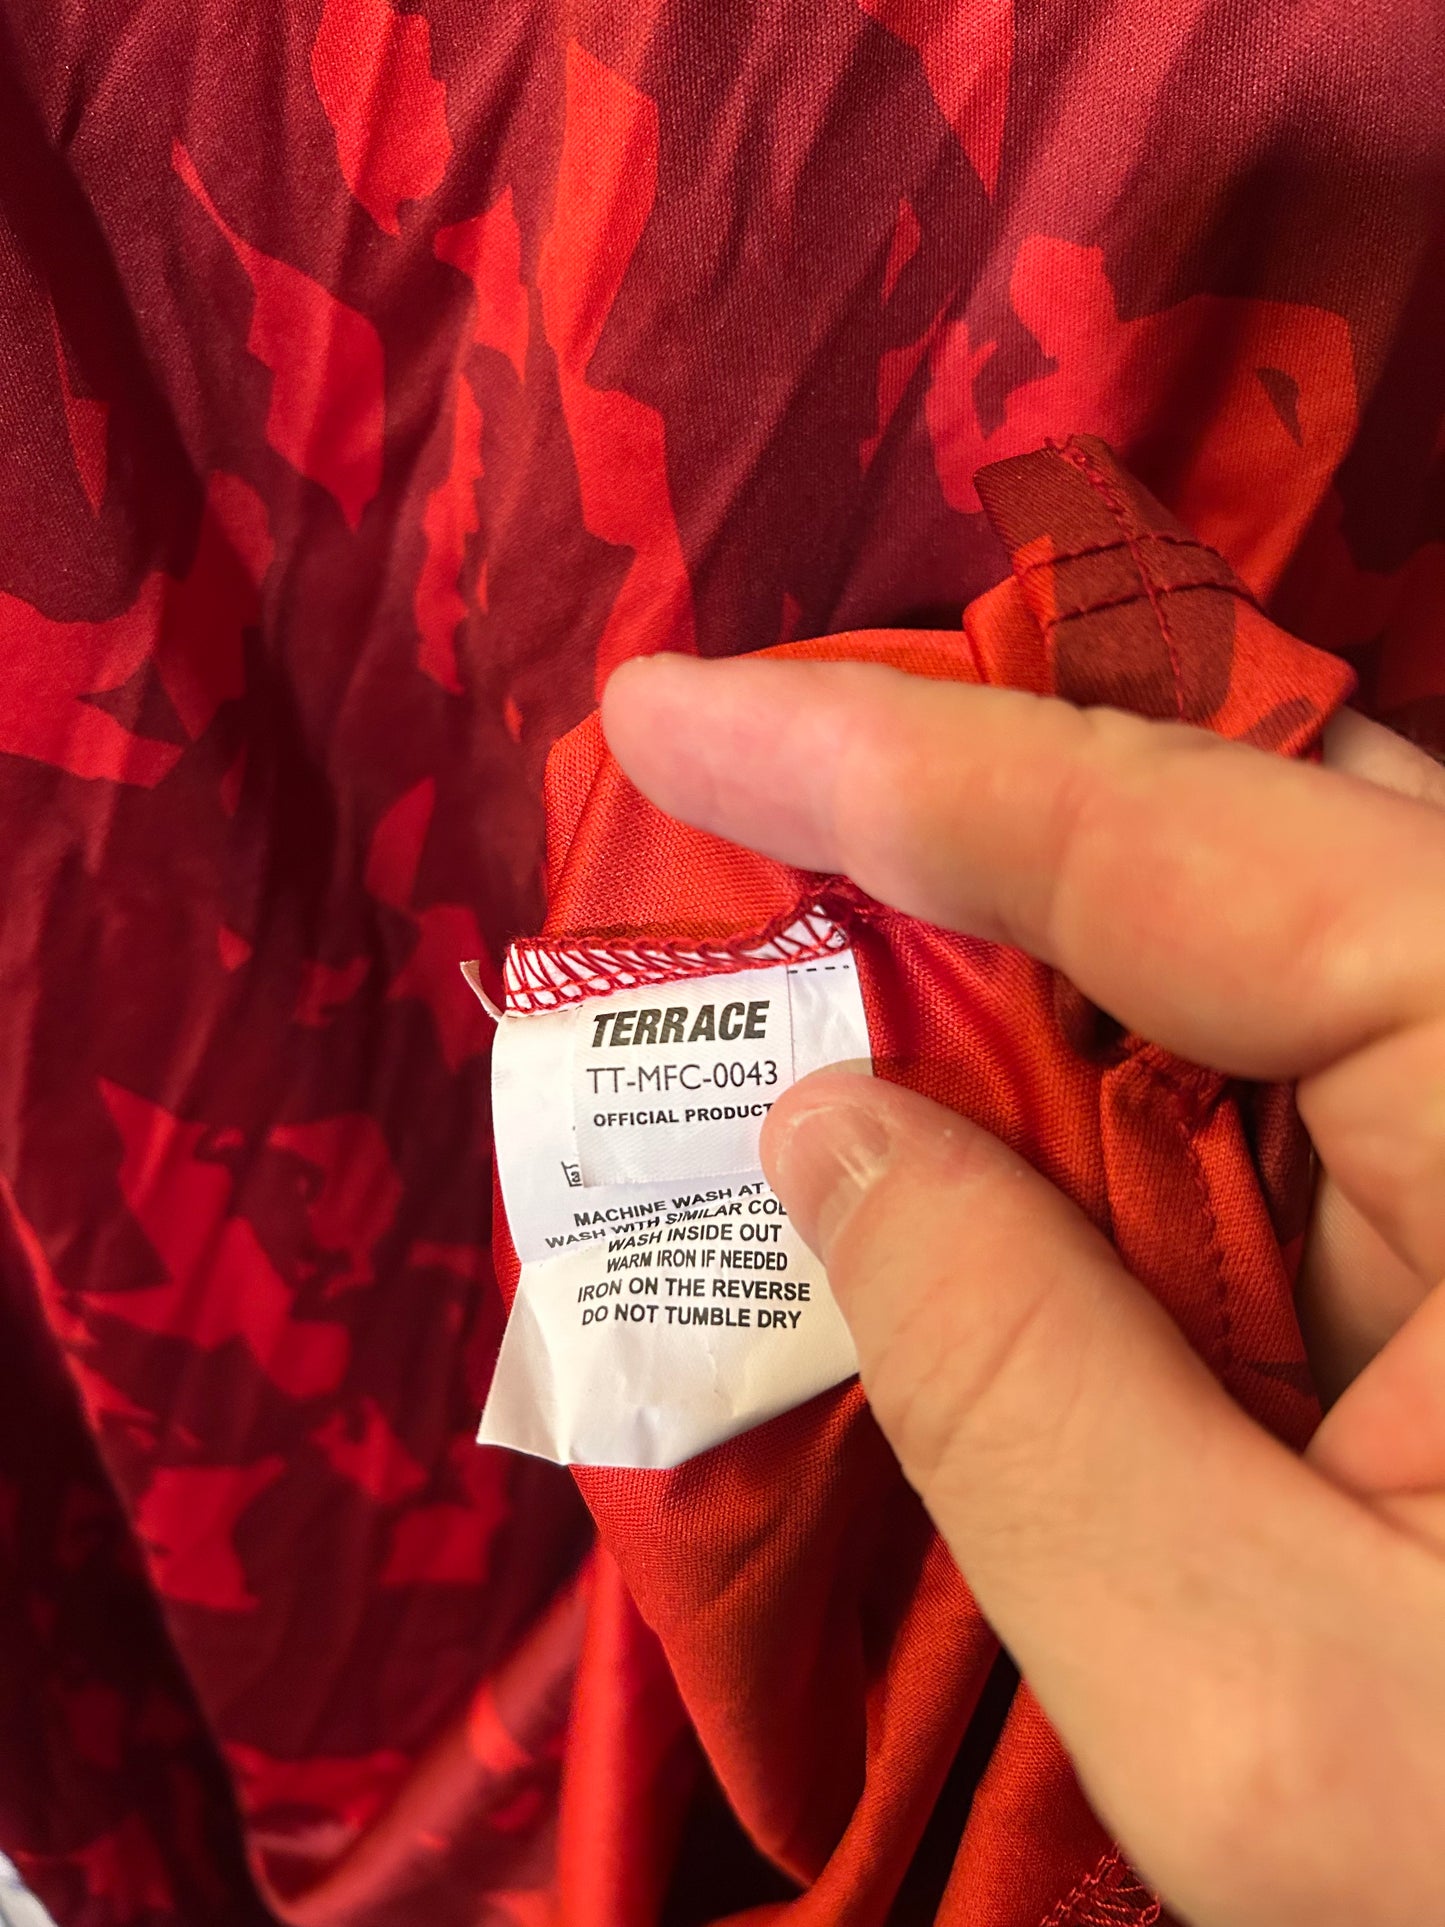 TERRACE
TT-MFC-0043
OFFICIAL PRODUCT
MACHINE WASH AT
WASH WITH SIMILAR
WASH INSIDE OUT
WARM IRON IF NEEDED
IRON ON THE REVERSE
DO NOT TUMBLE DRY